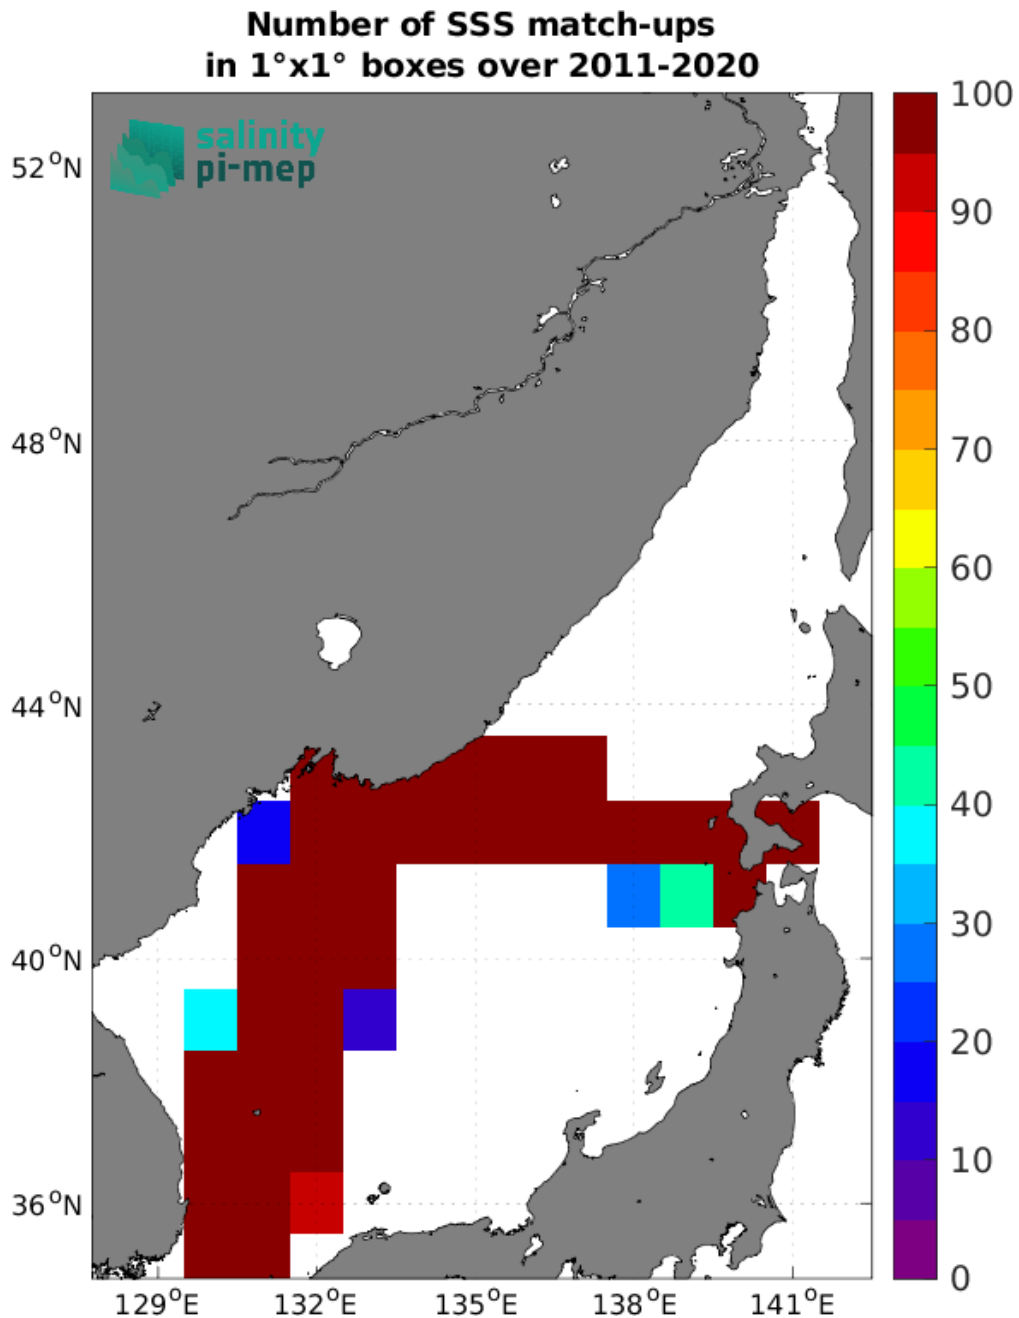 Number of SSS match-ups
in 1°x1° boxes over 2011-2020
salinity
pi-mep
52°N
48°N
44°N
40°N
36°N
129°E 132°E 135°E 138°E 141°E
100
90
80
70
60
50
40
30
20
10
0